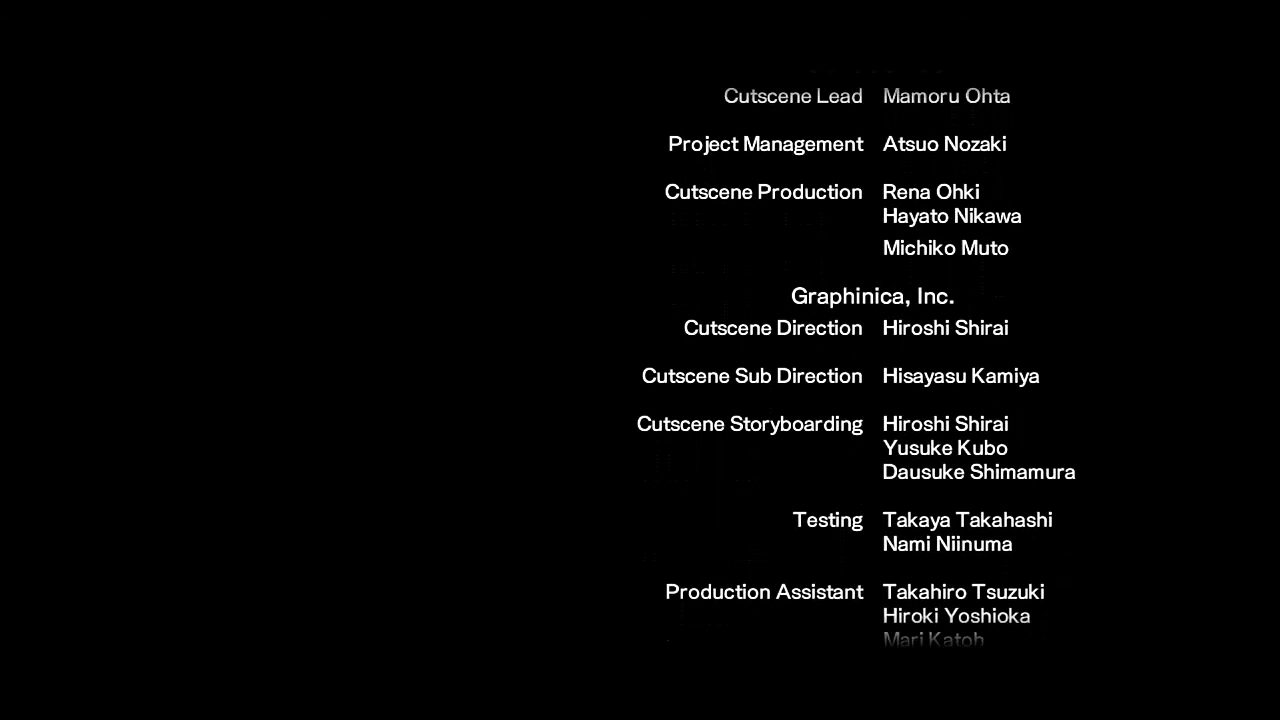 Cutscene Lead Mamoru Ohta
Project Management Atsuo Nozaki
Cutscene Production Rena Ohki
Hayato Nikawa
Michiko Muto
Graphinica, Inc.
Cutscene Direction Hiroshi Shirai
Cutscene Sub Direction Hisayasu Kamiya
Cutscene Storyboarding Hiroshi Shirai
Yusuke Kubo
Dausuke Shimamura
Testing Takaya Takahashi
Nami Niinuma
Production Assistant Takahiro Tsuzuki
Hiroki Yoshioka
Mari Katoh